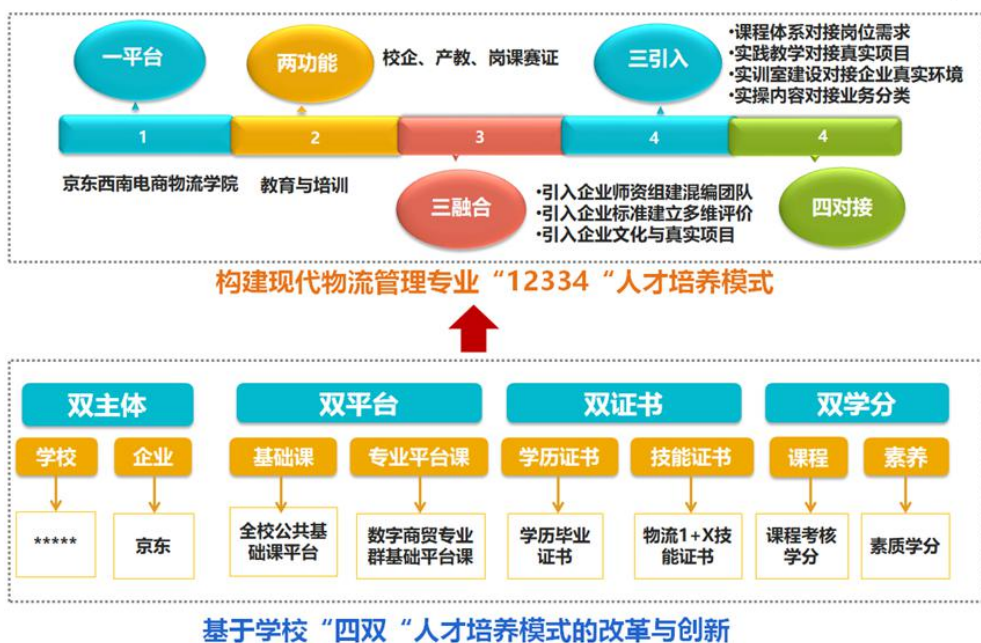 一平台
两功能
校企、产教、岗课赛证
三引入
•课程体系对接岗位需求
•实践教学对接真实项目
•实训室建设对接企业真实环境
•实操内容对接业务分类
1
2
3
4
4
京东西南电商物流学院
教育与培训
三融合
•引入企业师资组建混编团队
•引入企业标准建立多维评价
•引入企业文化与真实项目
四对接
构建现代物流管理专业“12334“人才培养模式
双主体
双平台
双证书
双学分
学校
企业
基础课
专业平台课
学历证书
技能证书
课程
素养
*****
京东
全校公共基
础课平台
数字商贸专业
群基础平台课
学历毕业
证书
物流1+X技
能证书
课程考核
学分
素质学分
基于学校“四双“人才培养模式的改革与创新